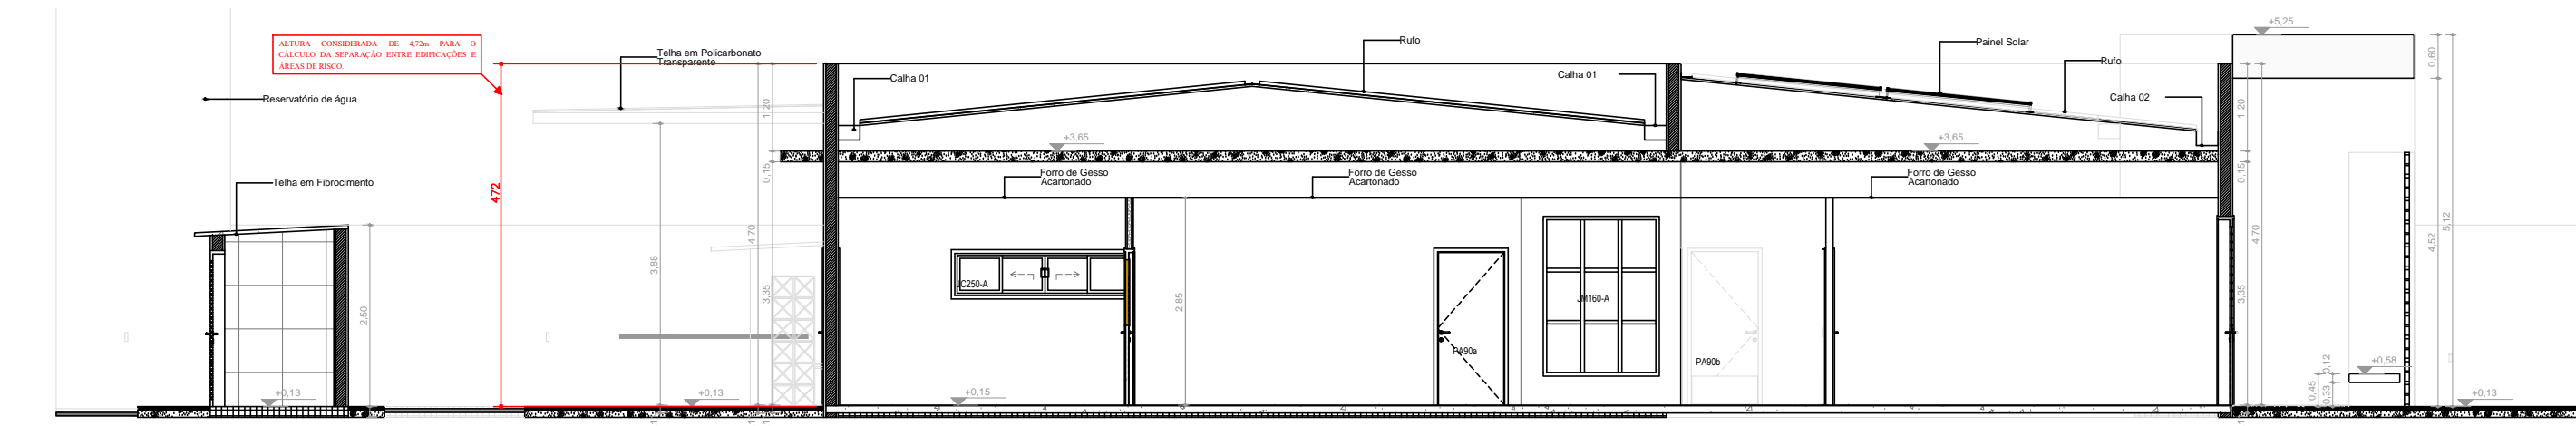 +5,25
ALTURA CONSIDERADA DE 4,72m PARA O
CÁLCULO DA SEPARAÇÃO ENTRE EDIFICAÇÕES E
ÁREAS DE RISCO.
Telha em Policarbonato
Transparente
Rufo
Painel Solar
Rufo
Calha 01
Calha 01
Calha 02
Reservatório de água
0,60
1,20
1,20
+3,65
+3,65
0,15
0,15
Telha em Fibrocimento
Forro de Gesso
Acartonado
Forro de Gesso
Acartonado
Forro de Gesso
Acartonado
472
4,70
3,88
3,35
2,50
2,85
4,70
3,35
4,52
5,12
JC250-A
JM160-A
PA90a
PA90b
+0,13
+0,13
+0,15
0,45
0,33
0,12
+0,58
+0,13